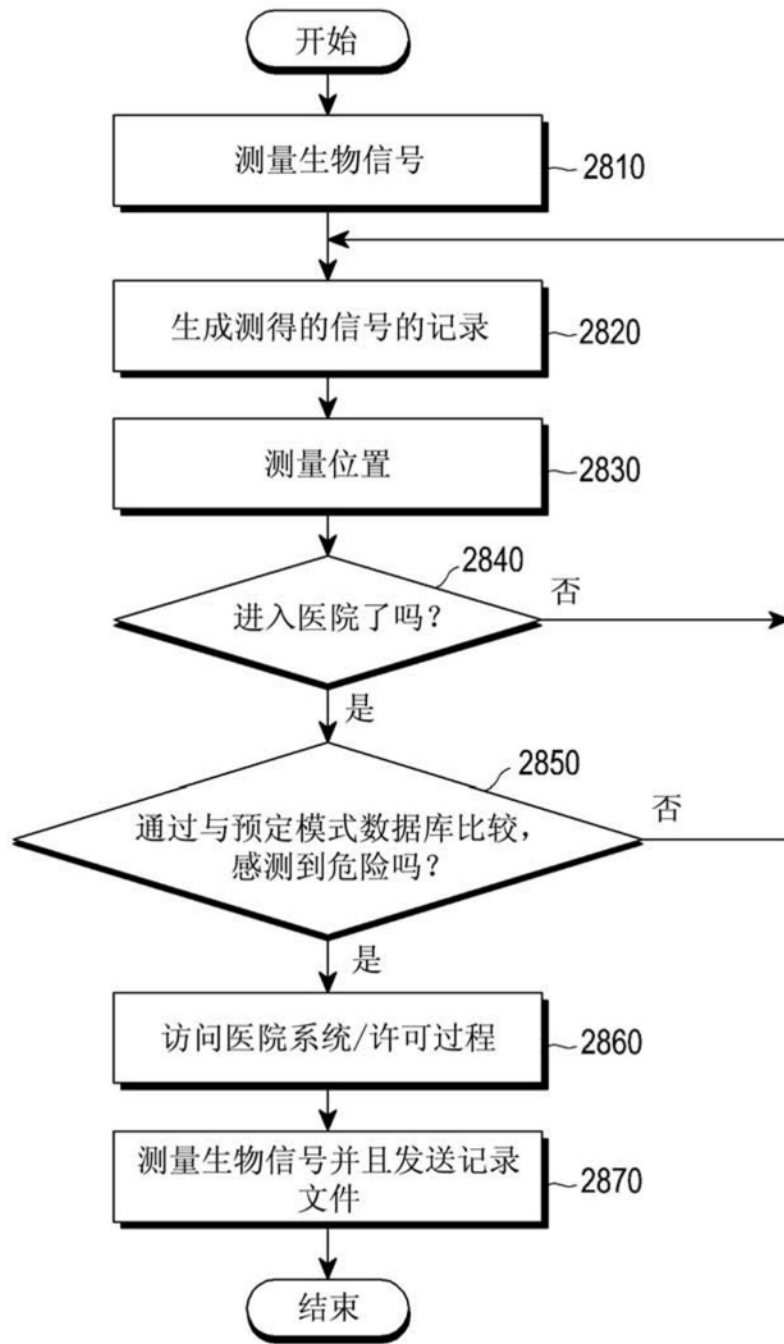 开始
测量生物信号
2810
生成测得的信号的记录
2820
测量位置
2830
2840
进入医院了吗?
否
是
2850
通过与预定模式数据库比较,
感测到危险吗?
否
是
访问医院系统/许可过程
2860
测量生物信号并且发送记录
文件
2870
结束